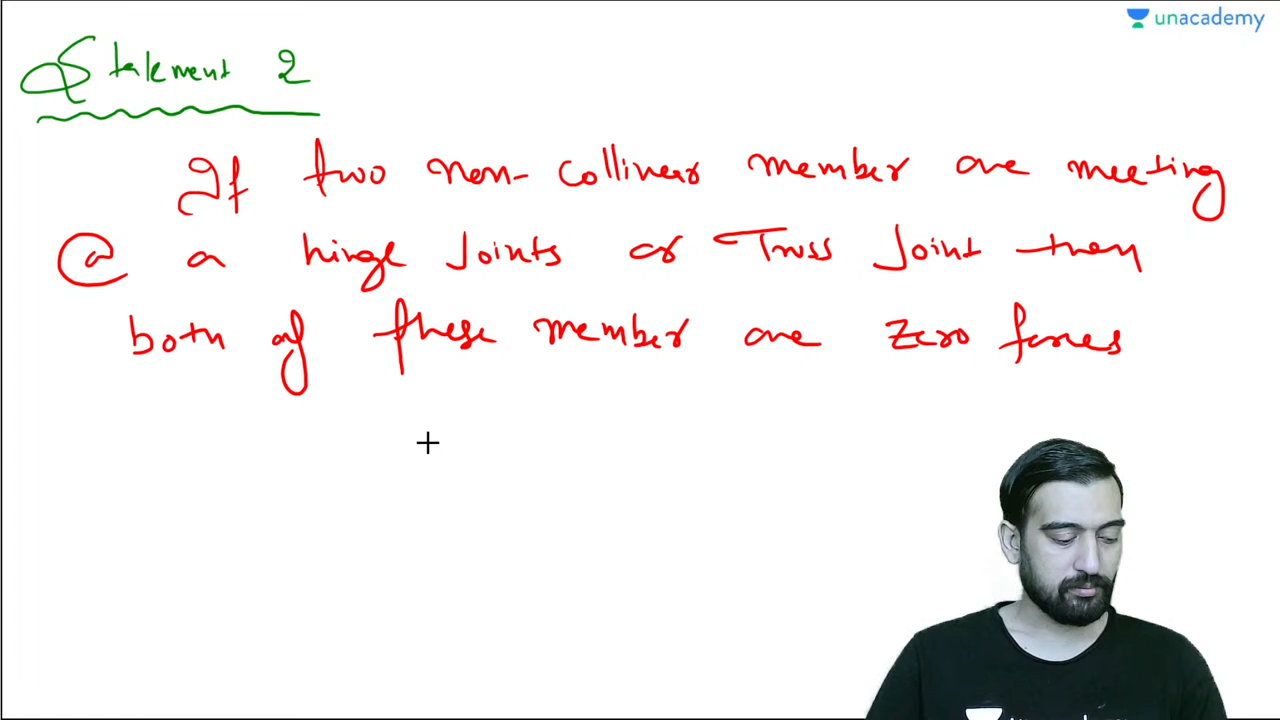 unacademy
Statement 2
If two non-collinear member are meeting
@ a hinge Joints or Truss Joint then
both of these member are zero forces